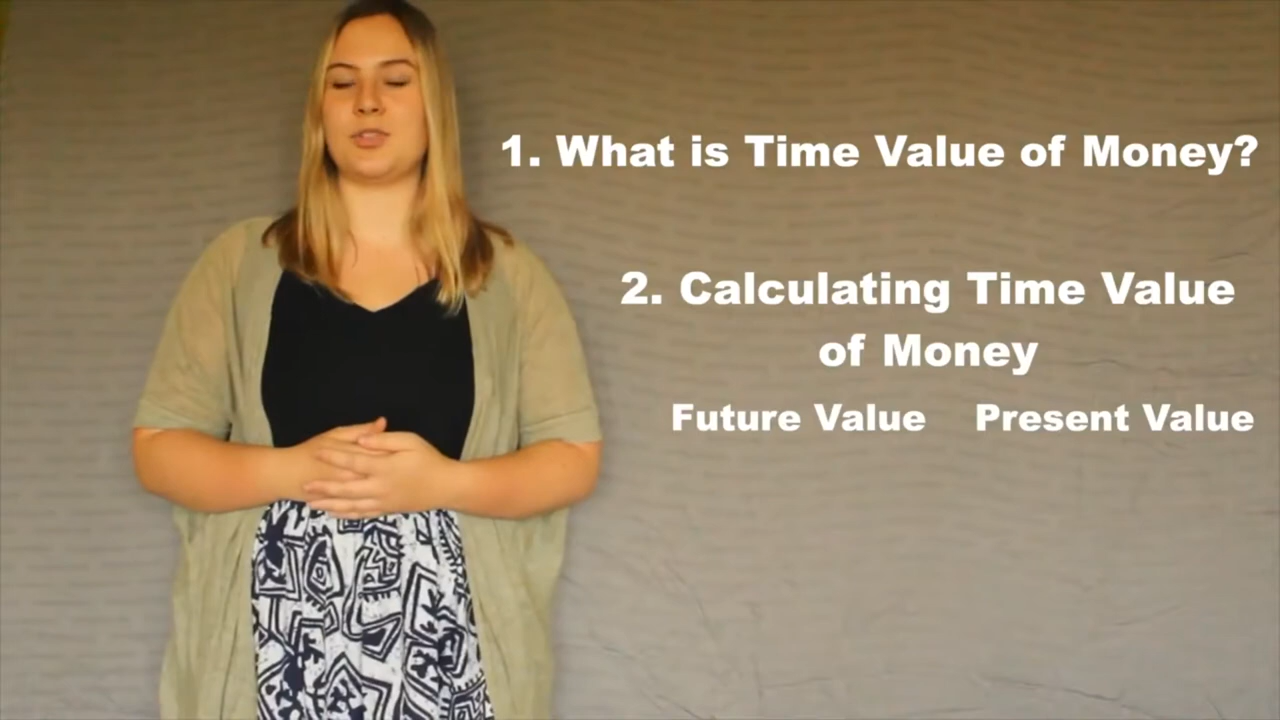 1. What is Time Value of Money?
2. Calculating Time Value
of Money
Future Value Present Value